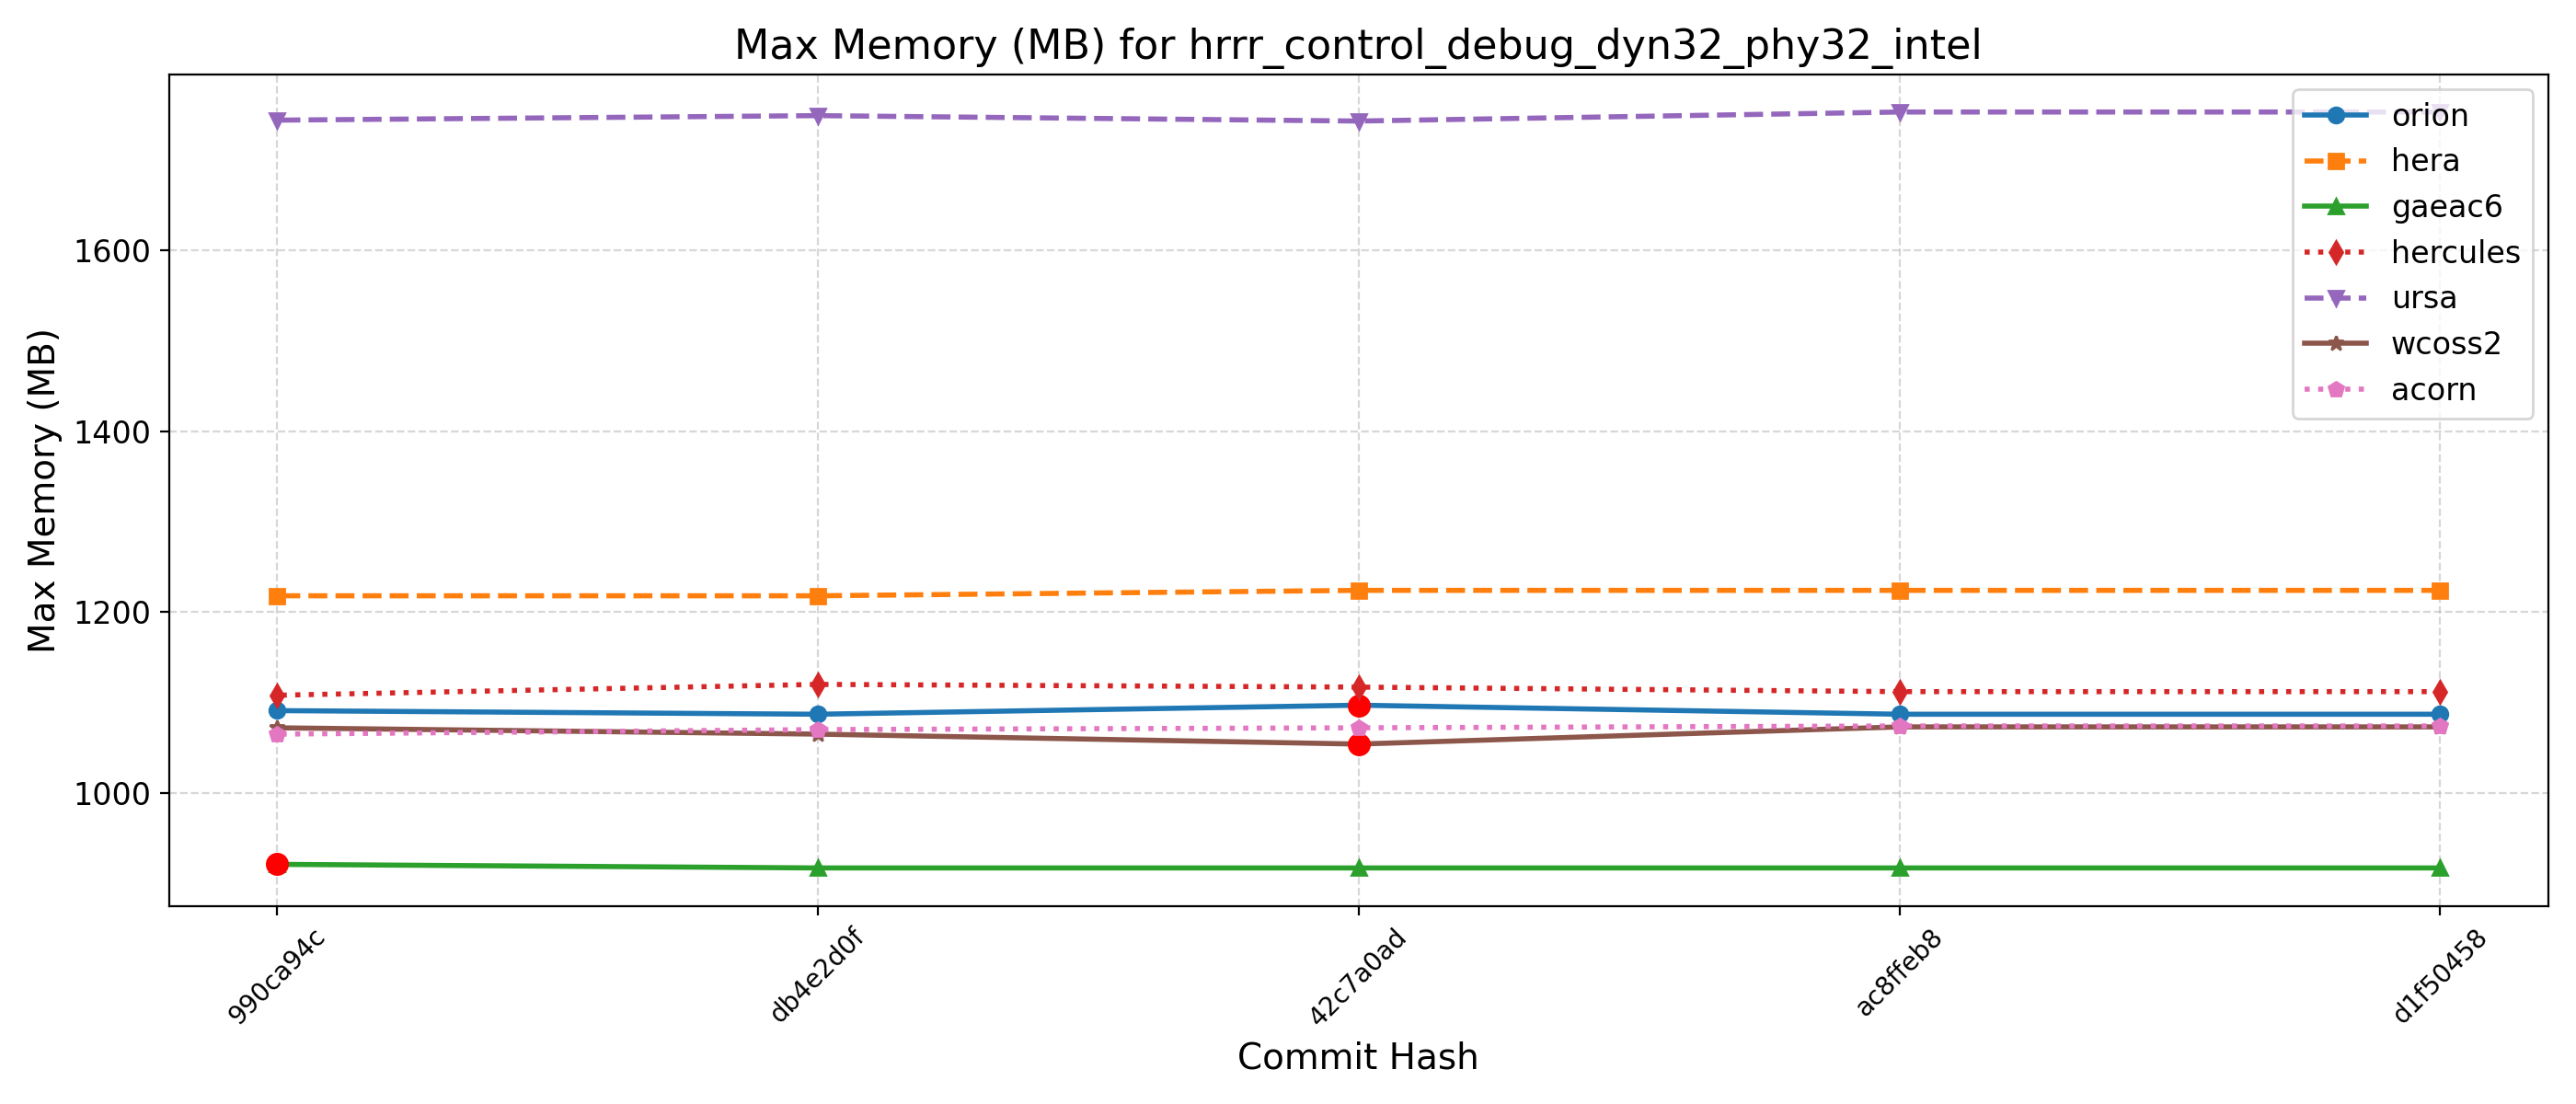 Max Memory (MB) for hrrr_control_debug_dyn32_phy32_intel
Max Memory (MB)
1600
1400
1200
1000
orion
hera
gaeac6
hercules
ursa
wcoss2
acorn
990ca94c
db4e2d0f
42c7a0ad
ac8ffeb8
d1f50458
Commit Hash